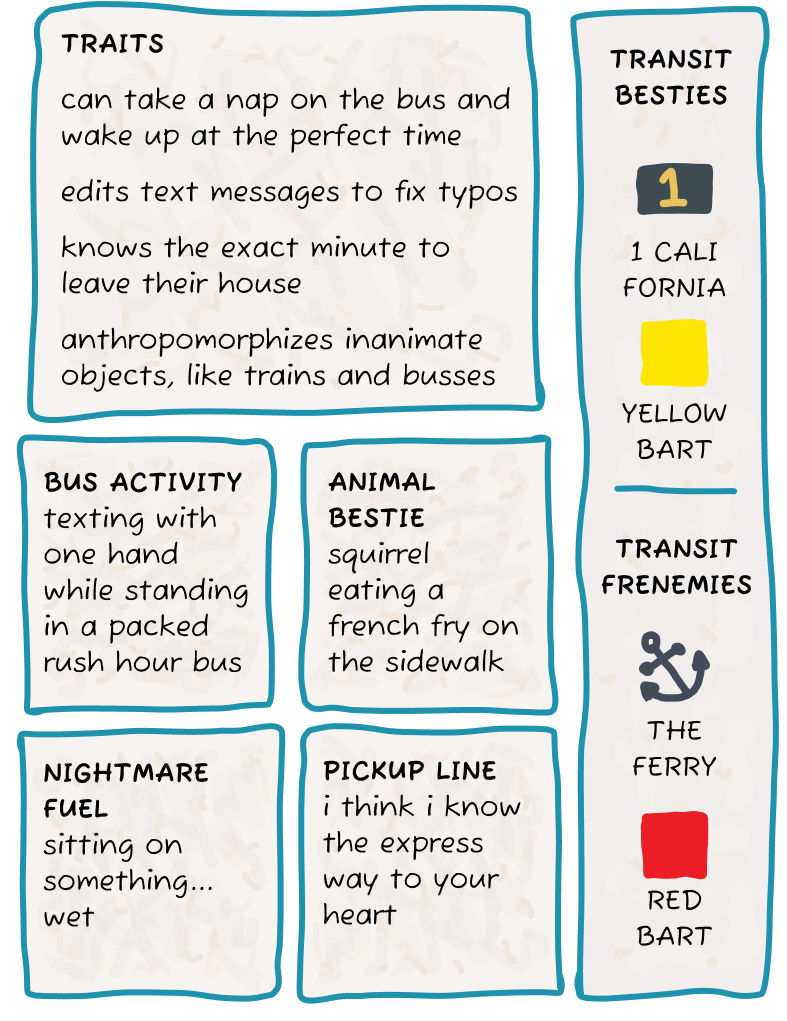 TRAITS
can take a nap on the bus and
wake up at the perfect time
edits text messages to fix typos
knows the exact minute to
leave their house
anthropomorphizes inanimate
objects, like trains and busses
BUS ACTIVITY
texting with
one hand
while standing
in a packed
rush hour bus
ANIMAL
BESTIE
squirrel
eating a
french fry on
the sidewalk
NIGHTMARE
FUEL
sitting on
something...
wet
PICKUP LINE
i think i know
the express
way to your
heart
TRANSIT
BESTIES
1
1 CALI
FORNIA
YELLOW
BART
TRANSIT
FRENEMIES
THE
FERRY
RED
BART